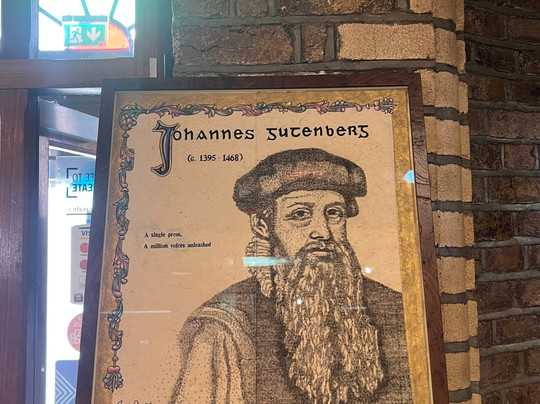 Johannes Gutenberg
(c. 1395 - 1468)
A single press,
A million voices unleashed